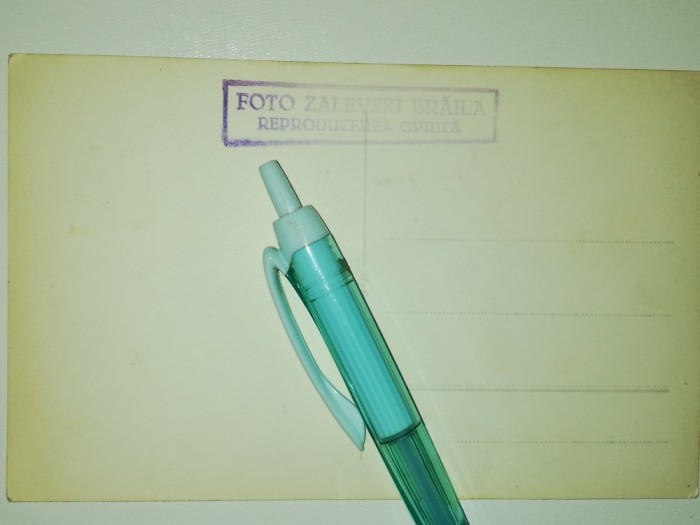 FOTO ZALEVSKI BRĂILA
REPRODUCEREA OPRITĂ